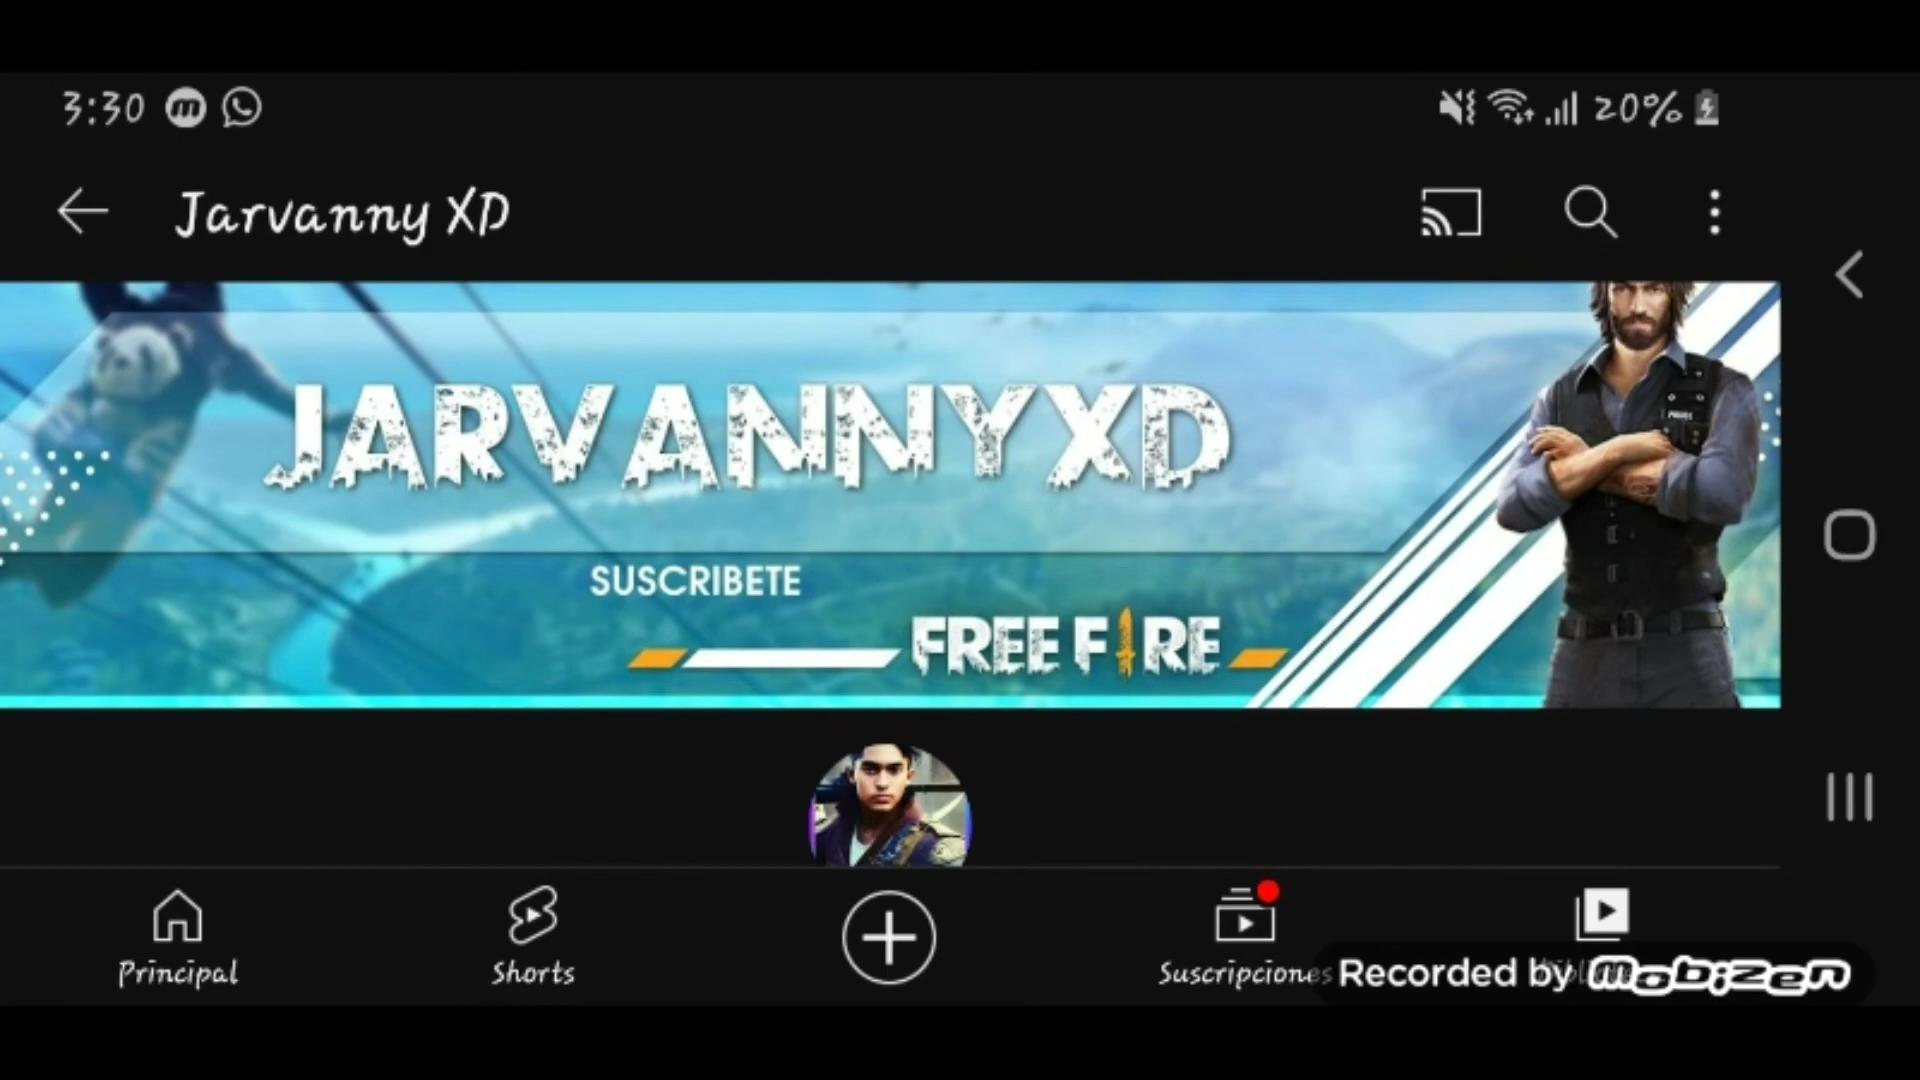 3:30
20%
Jarvanny XD
JARVANNYXD
SUSCRIBETE
FREE FIRE
Principal
Shorts
Suscripciones
Recorded by Mobizen